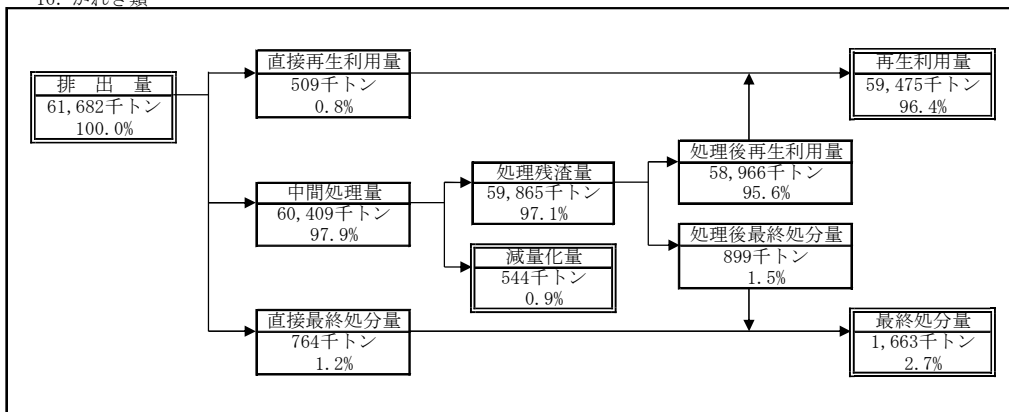 16. がれき類
排 出 量
61,682千トン
100.0%
直接再生利用量
509千トン
0.8%
再生利用量
59,475千トン
96.4%
中間処理量
60,409千トン
97.9%
処理残渣量
59,865千トン
97.1%
処理後再生利用量
58,966千トン
95.6%
減量化量
544千トン
0.9%
処理後最終処分量
899千トン
1.5%
直接最終処分量
764千トン
1.2%
最終処分量
1,663千トン
2.7%